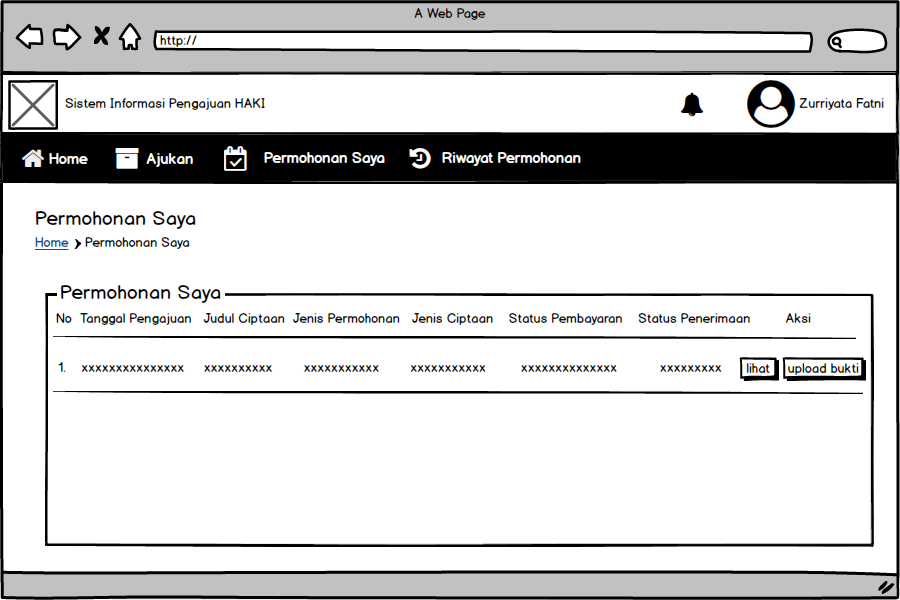 A Web Page
http://
Sistem Informasi Pengajuan HAKI
Zurriyata Fatni
Home Ajukan Permohonan Saya Riwayat Permohonan
Permohonan Saya
Home Permohonan Saya
Permohonan Saya
No Tanggal Pengajuan Judul Ciptaan Jenis Permohonan Jenis Ciptaan Status Pembayaran Status Penerimaan Aksi
1. xxxxxxxxxxxxxxx xxxxxxxxxx xxxxxxxxxxx xxxxxxxxxxx xxxxxxxxxxxxxx xxxxxxxxx lihat upload bukti